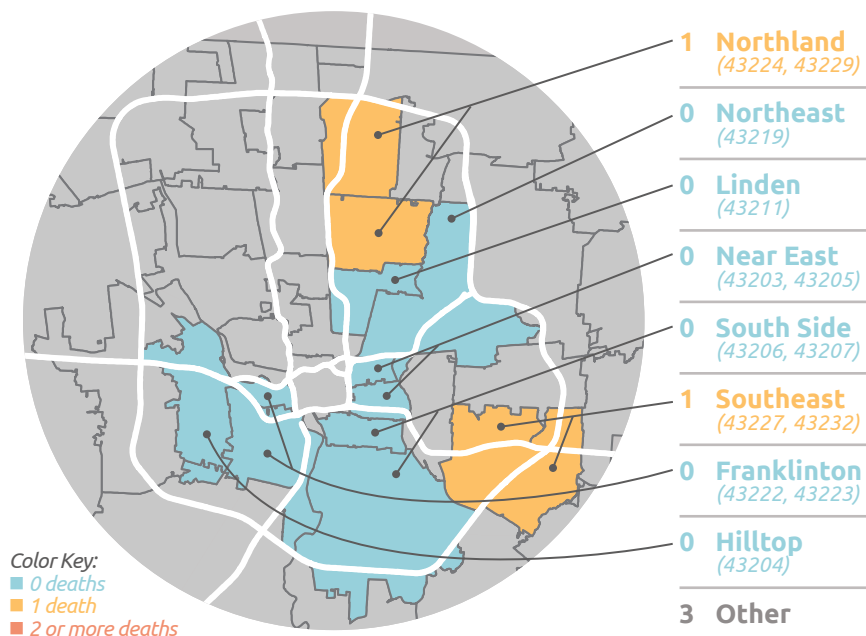 1 Northland
(43224, 43229)
0 Northeast
(43219)
0 Linden
(43211)
0 Near East
(43203, 43205)
0 South Side
(43206, 43207)
1 Southeast
(43227, 43232)
0 Franklinton
(43222, 43223)
0 Hilltop
(43204)
3 Other
Color Key:
0 deaths
1 death
2 or more deaths